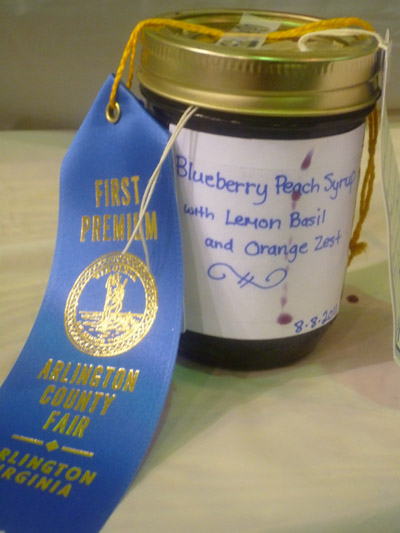 FIRST
PREMIUM
ARLINGTON
COUNTY
FAIR
ARLINGTON
VIRGINIA
Blueberry Peach Syrup
with Lemon Basil
and Orange Zest